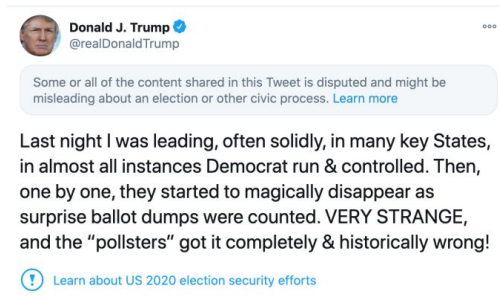 Donald J. Trump
@realDonaldTrump
Some or all of the content shared in this Tweet is disputed and might be
misleading about an election or other civic process. Learn more
Last night I was leading, often solidly, in many key States,
in almost all instances Democrat run & controlled. Then,
one by one, they started to magically disappear as
surprise ballot dumps were counted. VERY STRANGE,
and the “pollsters” got it completely & historically wrong!
Learn about US 2020 election security efforts